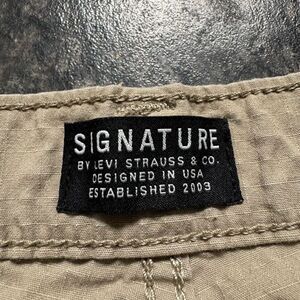 SIGNATURE
BY LEVI STRAUSS & CO.
DESIGNED IN USA
ESTABLISHED 2003